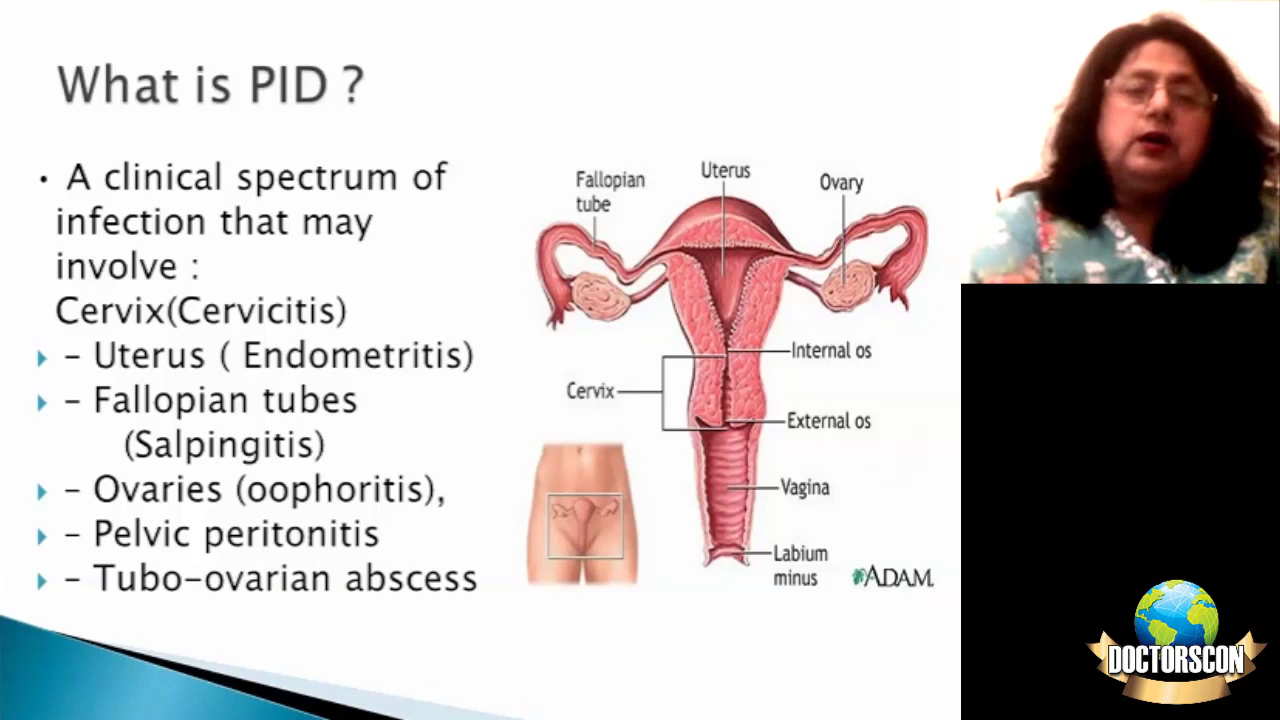 What is PID ?
• A clinical spectrum of
infection that may
involve :
Cervix(Cervicitis)
– Uterus ( Endometritis)
– Fallopian tubes
(Salpingitis)
– Ovaries (oophoritis),
– Pelvic peritonitis
– Tubo-ovarian abscess
Fallopian
tube
Uterus
Ovary
Internal os
Cervix
External os
Vagina
Labium
minus
ADAM.
DOCTORSCON